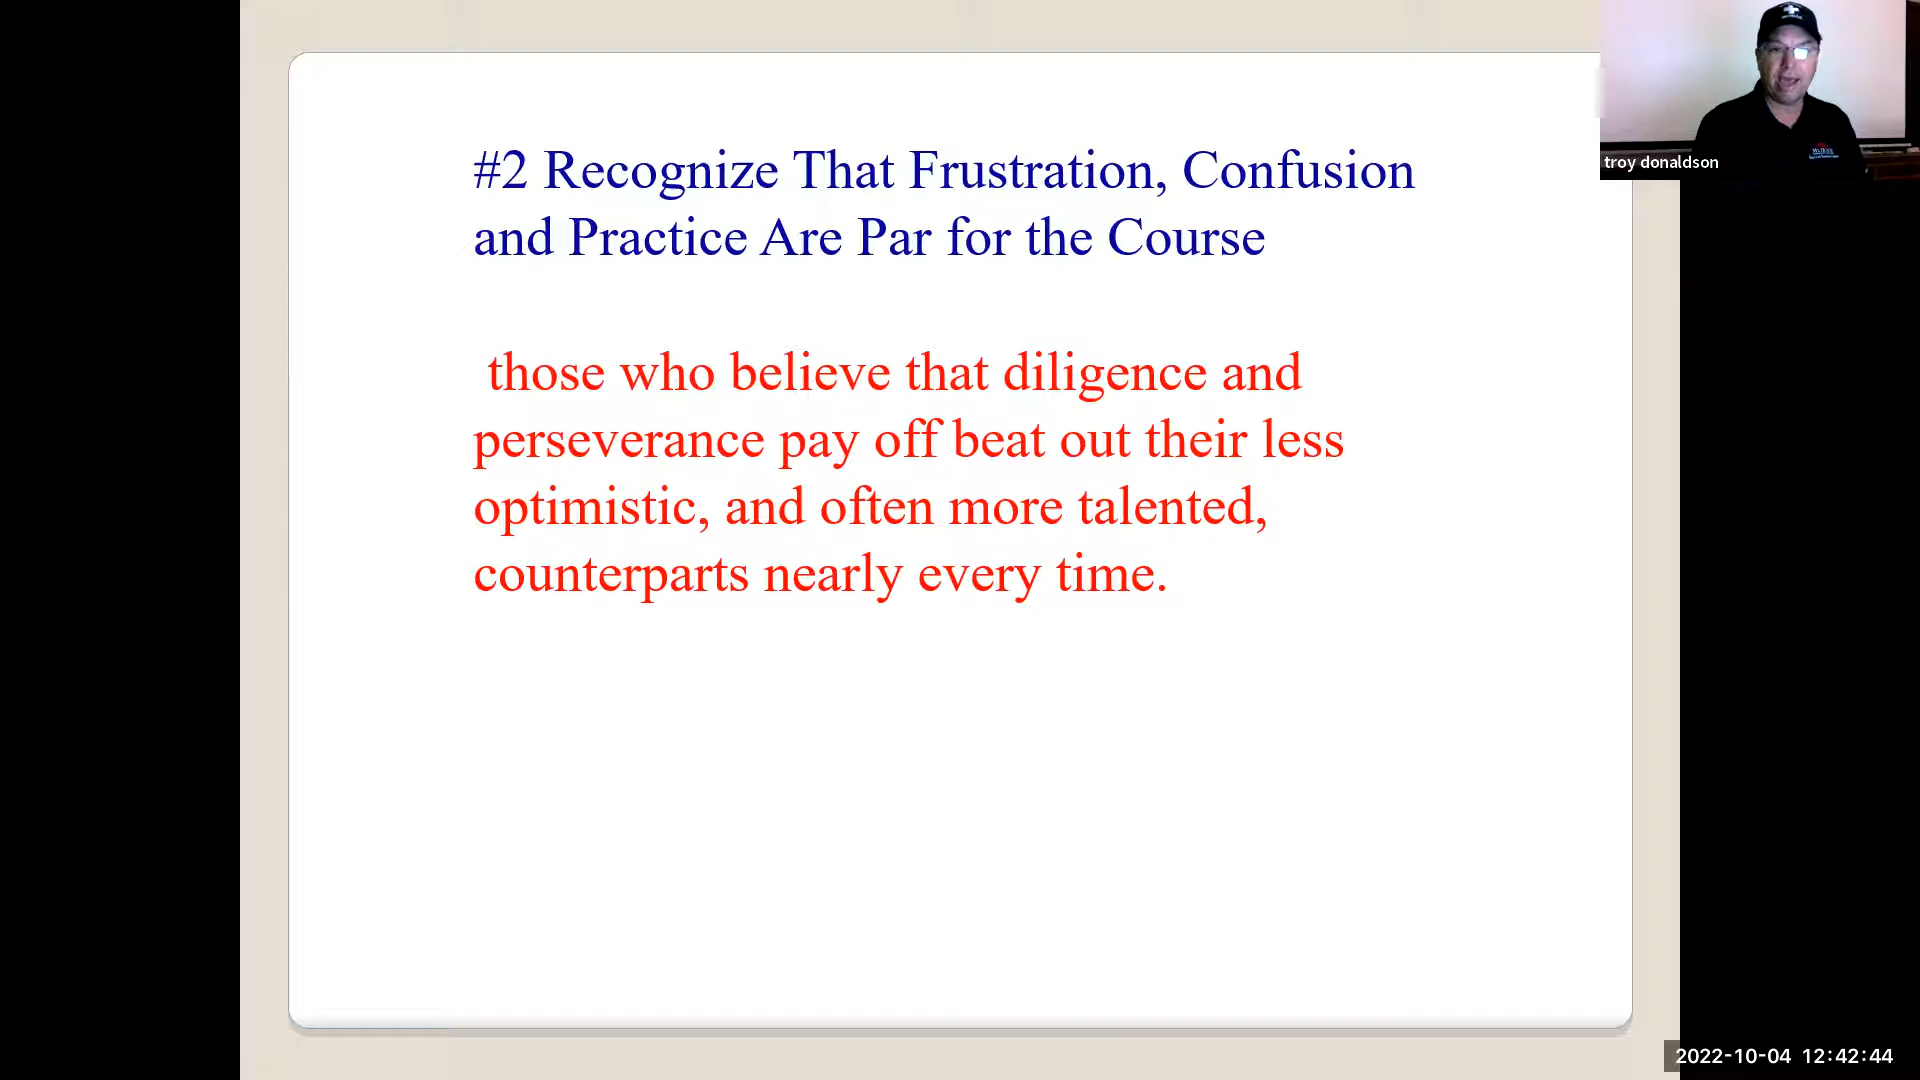 #2 Recognize That Frustration, Confusion
and Practice Are Par for the Course
those who believe that diligence and
perseverance pay off beat out their less
optimistic, and often more talented,
counterparts nearly every time.
troy donaldson
2022-10-04 12:42:44